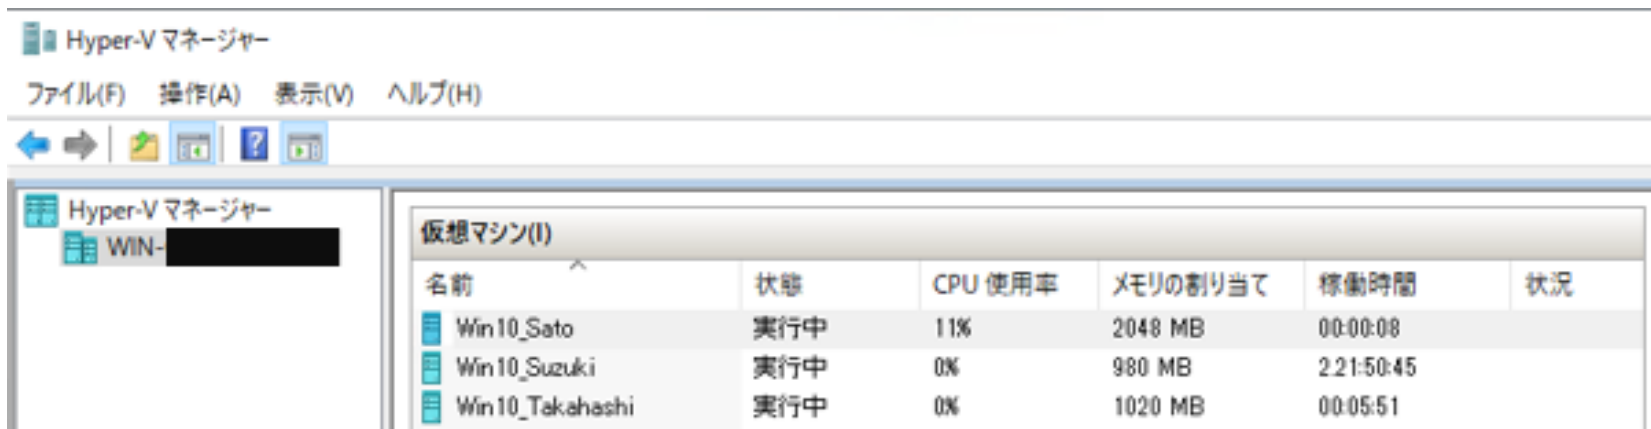 Hyper-V マネージャー
ファイル(F) 操作(A) 表示(V) ヘルプ(H)
Hyper-V マネージャー
WIN-
仮想マシン(I)
名前 状態 CPU 使用率 メモリの割り当て 稼働時間 状況
Win10_Sato 実行中 11% 2048 MB 00:00:08
Win10_Suzuki 実行中 0% 980 MB 2.21:50:45
Win10_Takahashi 実行中 0% 1020 MB 00:05:51